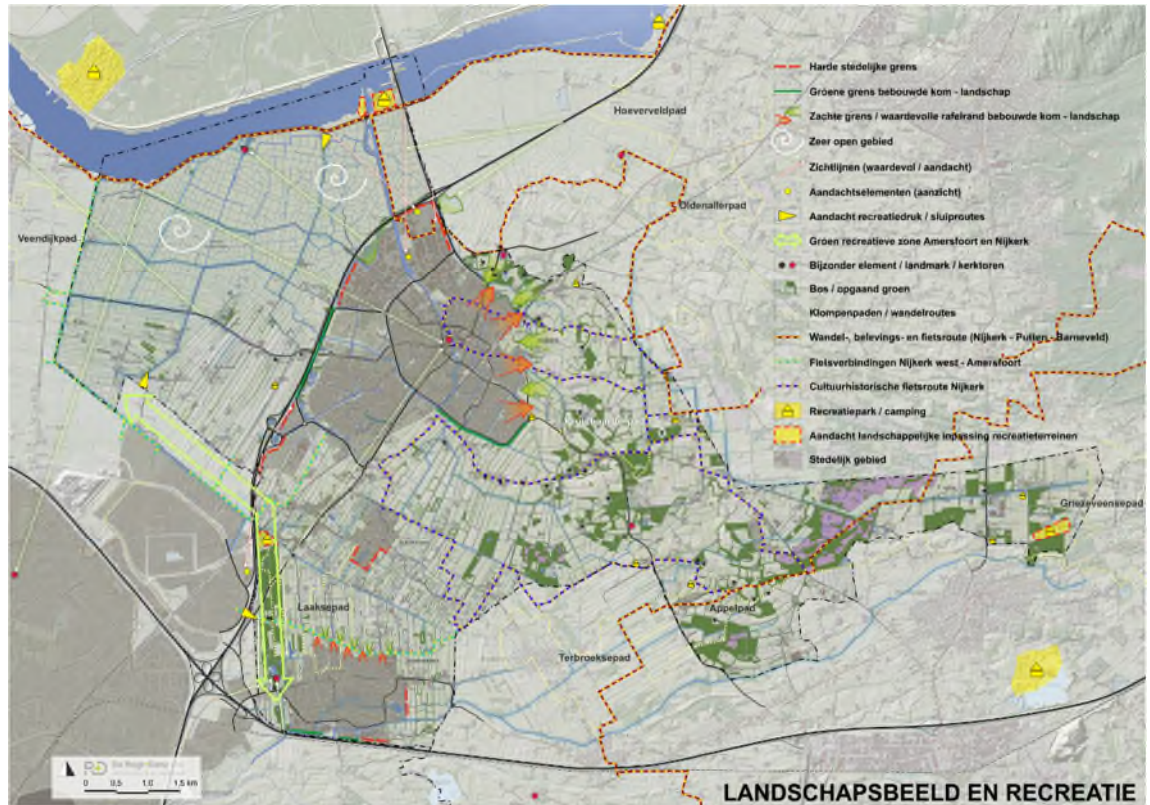 Harde stedelijke grens
Groene grens bebouwde kom - landschap
Zachte grens / waardevolle rafelrand bebouwde kom - landschap
Zeer open gebied
Zichtlijnen (waardevol / aandacht)
Aandachtselementen (aanzicht)
Aandacht recreatiedruk / sluiproutes
Groen recreatieve zone Amersfoort en Nijkerk
Bijzonder element / landmark / kerktoren
Bos / opgaand groen
Klompenpaden / wandelroutes
Wandel-, belevings- en fietsroute (Nijkerk - Putten - Barneveld)
Fietsverbindingen Nijkerk west - Amersfoort
Cultuurhistorische fietsroute Nijkerk
Recreatiepark / camping
Aandacht landschappelijke inpassing recreatieterreinen
Stedelijk gebied
Hoeverveldpad
Oldenallerpad
Veendijkpad
Griezeveensepad
Laaksepad
Appelpad
Terbroeksepad
0 0,5 1,0 1,5 km
LANDSCHAPSBEELD EN RECREATIE